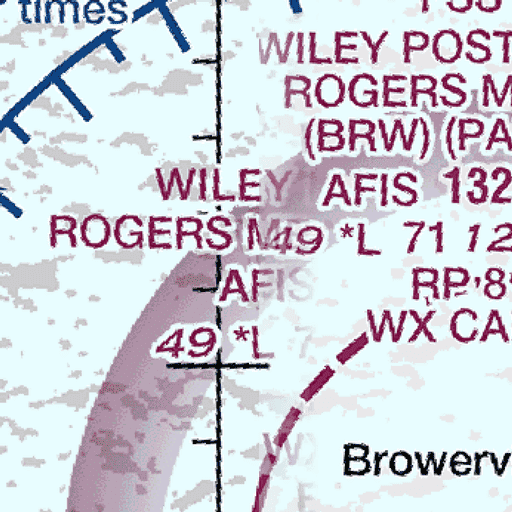 times
WILEY POST
ROGERS M
(BRW) (PA
WILEY AFIS 132
ROGERS M49 *L 71 12
AFIS RP 8
49 *L WX CA
Browerv